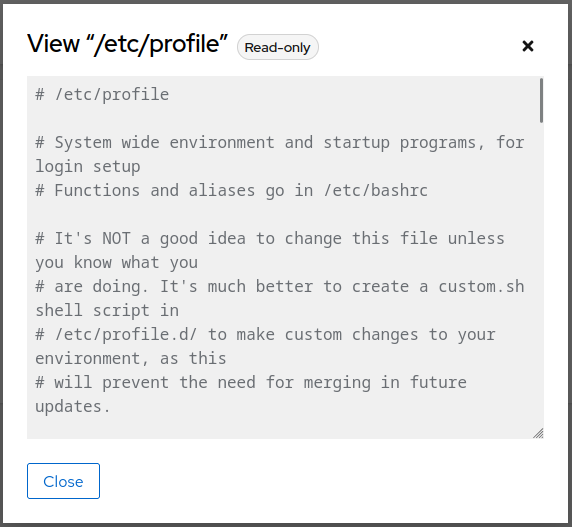 View “/etc/profile” Read-only
# /etc/profile
# System wide environment and startup programs, for
login setup
# Functions and aliases go in /etc/bashrc
# It's NOT a good idea to change this file unless
you know what you
# are doing. It's much better to create a custom.sh
shell script in
# /etc/profile.d/ to make custom changes to your
environment, as this
# will prevent the need for merging in future
updates.
Close